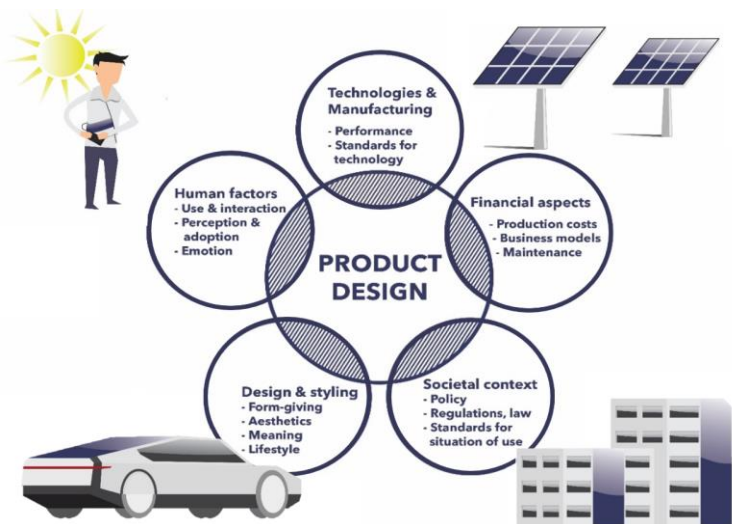 Technologies &
Manufacturing
- Performance
- Standards for
technology
Human factors
- Use & interaction
- Perception &
adoption
- Emotion
Financial aspects
- Production costs
- Business models
- Maintenance
PRODUCT
DESIGN
Design & styling
- Form-giving
- Aesthetics
- Meaning
- Lifestyle
Societal context
- Policy
- Regulations, law
- Standards for
situation of use